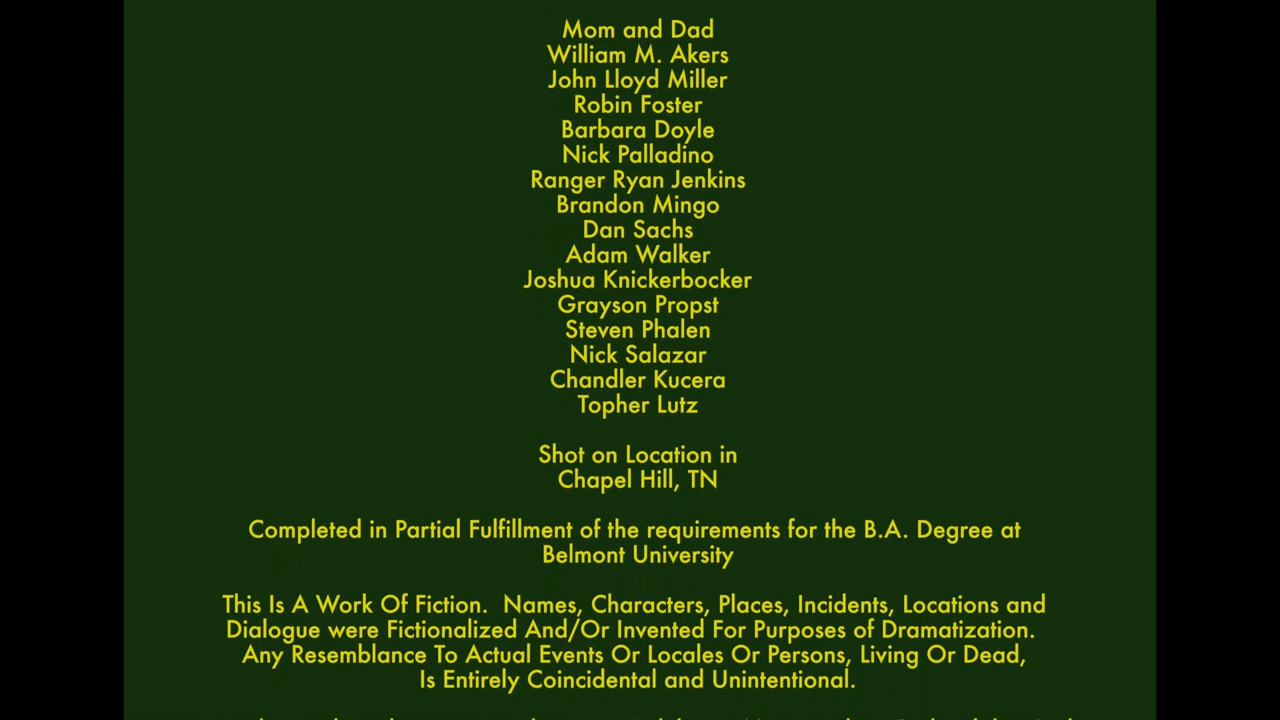 Mom and Dad
William M. Akers
John Lloyd Miller
Robin Foster
Barbara Doyle
Nick Palladino
Ranger Ryan Jenkins
Brandon Mingo
Dan Sachs
Adam Walker
Joshua Knickerbocker
Grayson Propst
Steven Phalen
Nick Salazar
Chandler Kucera
Topher Lutz
Shot on Location in
Chapel Hill, TN
Completed in Partial Fulfillment of the requirements for the B.A. Degree at
Belmont University
This Is A Work Of Fiction.  Names, Characters, Places, Incidents, Locations and
Dialogue were Fictionalized And/Or Invented For Purposes of Dramatization.
Any Resemblance To Actual Events Or Locales Or Persons, Living Or Dead,
Is Entirely Coincidental and Unintentional.